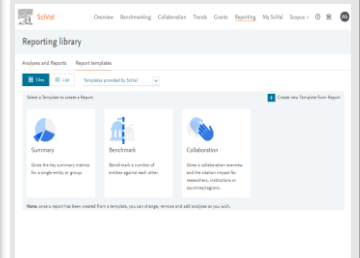 SciVal
Overview Benchmarking Collaboration Trends Grants Reporting My SciVal Scopus
Reporting library
Analyses and Reports Report templates
Tiles List Templates provided by SciVal
Select a Template to create a Report Create new Template from Report
Summary
Gives the key summary metrics
for a single entity or group.
Benchmark
Benchmark a number of
entities against each other.
Collaboration
Gives a collaboration overview
and the citation impact for
researchers, institutions or
countries/regions.
Note: once a report has been created from a template, you can change, remove and add analyses as you wish.